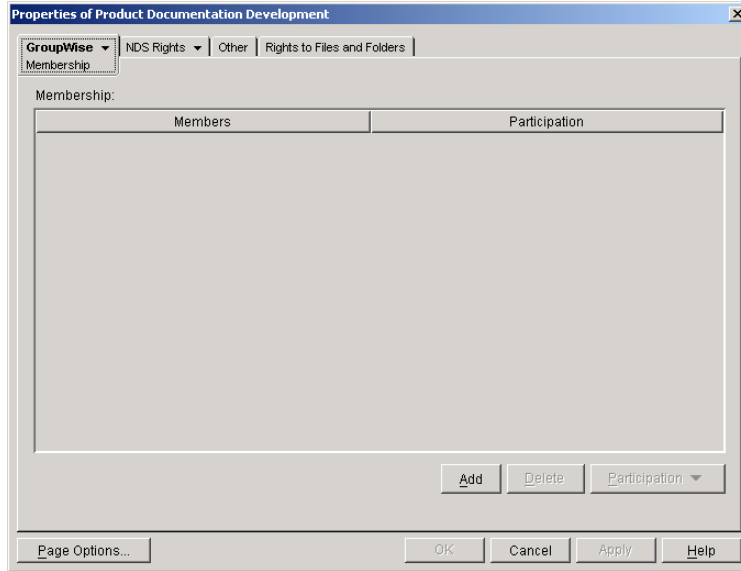 Properties of Product Documentation Development
GroupWise NDS Rights Other Rights to Files and Folders
Membership
Membership:
Members Participation
Add Delete Participation
Page Options... OK Cancel Apply Help